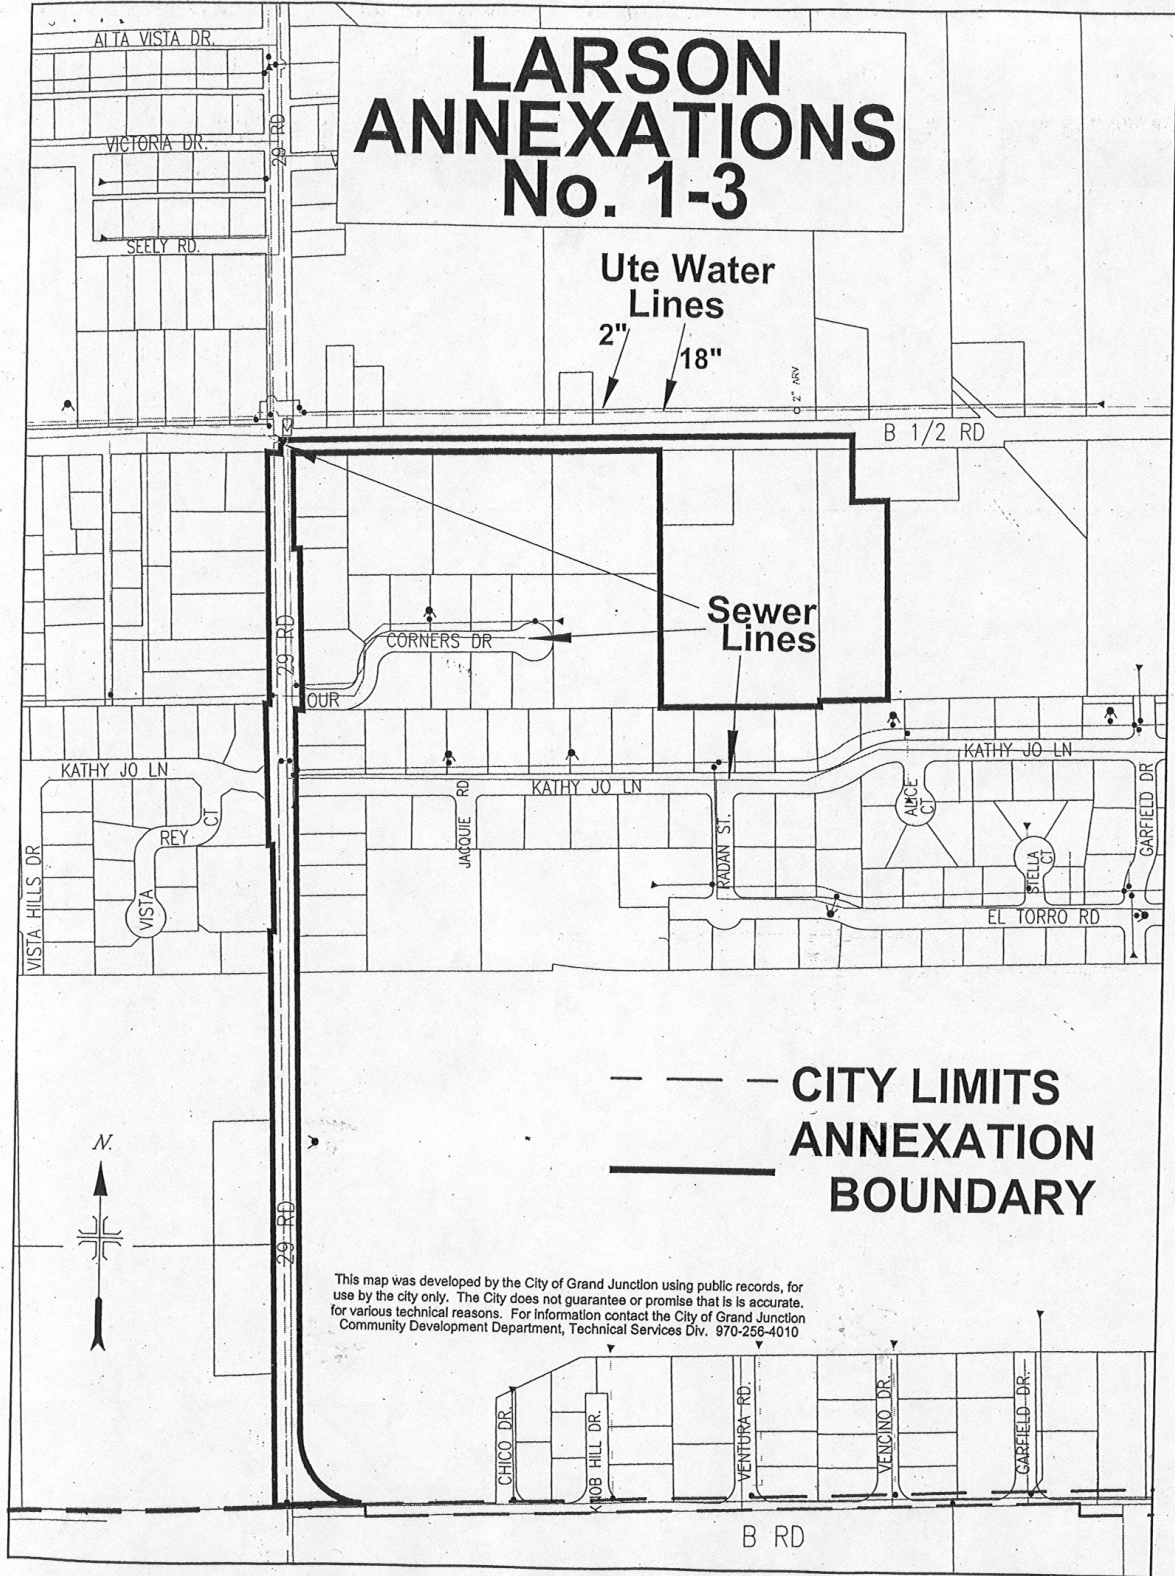 LARSON
ANNEXATIONS
No. 1-3
ALTA VISTA DR.
29 RD
VICTORIA DR.
SEELY RD.
Ute Water
Lines
2"
18"
2" ARV
B 1/2 RD
Sewer
Lines
CORNERS DR
29 RD
OUR
KATHY JO LN
KATHY JO LN
KATHY JO LN
JACQUIE RD
RADAN ST.
ALICE
CT
GARFIELD DR
STELLA
CT
REY
CT
VISTA
VISTA HILLS DR
EL TORRO RD
CITY LIMITS
ANNEXATION
BOUNDARY
N.
29 RD
This map was developed by the City of Grand Junction using public records, for
use by the city only. The City does not guarantee or promise that is is accurate.
for various technical reasons. For information contact the City of Grand Junction
Community Development Department, Technical Services Div. 970-256-4010
CHICO DR.
KNOB HILL DR.
VENTURA RD.
VENCINO DR.
GARFIELD DR.
B RD